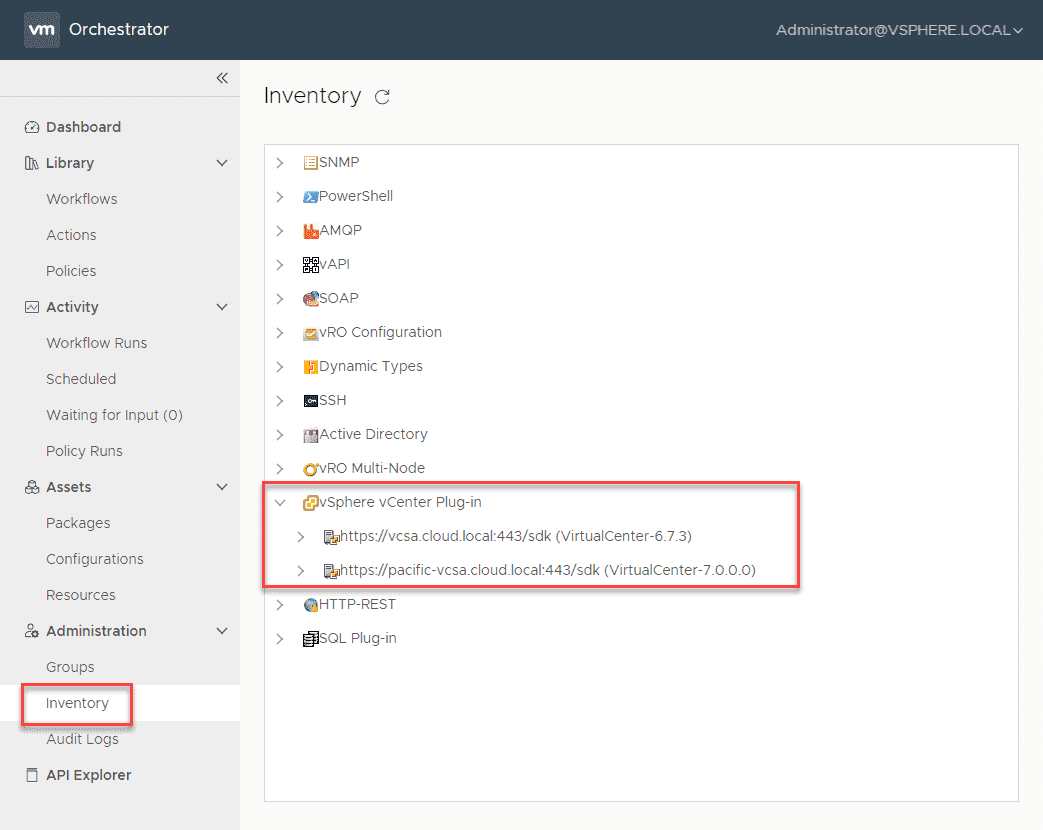 vm Orchestrator
Administrator@VSPHERE.LOCAL
Dashboard
Library
Workflows
Actions
Policies
Activity
Workflow Runs
Scheduled
Waiting for Input (0)
Policy Runs
Assets
Packages
Configurations
Resources
Administration
Groups
Inventory
Audit Logs
API Explorer
Inventory
SNMP
PowerShell
AMQP
vAPI
SOAP
vRO Configuration
Dynamic Types
SSH
Active Directory
vRO Multi-Node
vSphere vCenter Plug-in
https://vcsa.cloud.local:443/sdk (VirtualCenter-6.7.3)
https://pacific-vcsa.cloud.local:443/sdk (VirtualCenter-7.0.0.0)
HTTP-REST
SQL Plug-in